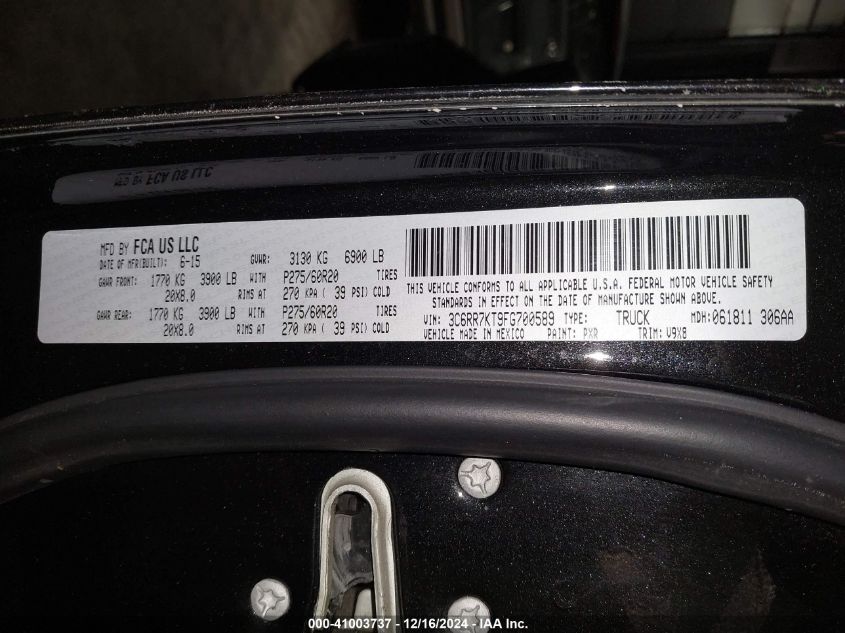 MFD BY FCA US LLC
DATE OF MFR(BUILT): 6-15 GVWR: 3130 KG 6900 LB
GAWR FRONT: 1770 KG 3900 LB WITH P275/60R20 TIRES
20X8.0 RIMS AT 270 KPA ( 39 PSI) COLD
GAWR REAR: 1770 KG 3900 LB WITH P275/60R20 TIRES
20X8.0 RIMS AT 270 KPA ( 39 PSI) COLD
THIS VEHICLE CONFORMS TO ALL APPLICABLE U.S.A. FEDERAL MOTOR VEHICLE SAFETY
STANDARDS IN EFFECT ON THE DATE OF MANUFACTURE SHOWN ABOVE.
VIN: 3C6RR7KT9FG700589 TYPE: TRUCK MDH: 061811 306AA
VEHICLE MADE IN MEXICO PAINT: PXR TRIM: V9X8
000-41003737 - 12/16/2024 - IAA Inc.